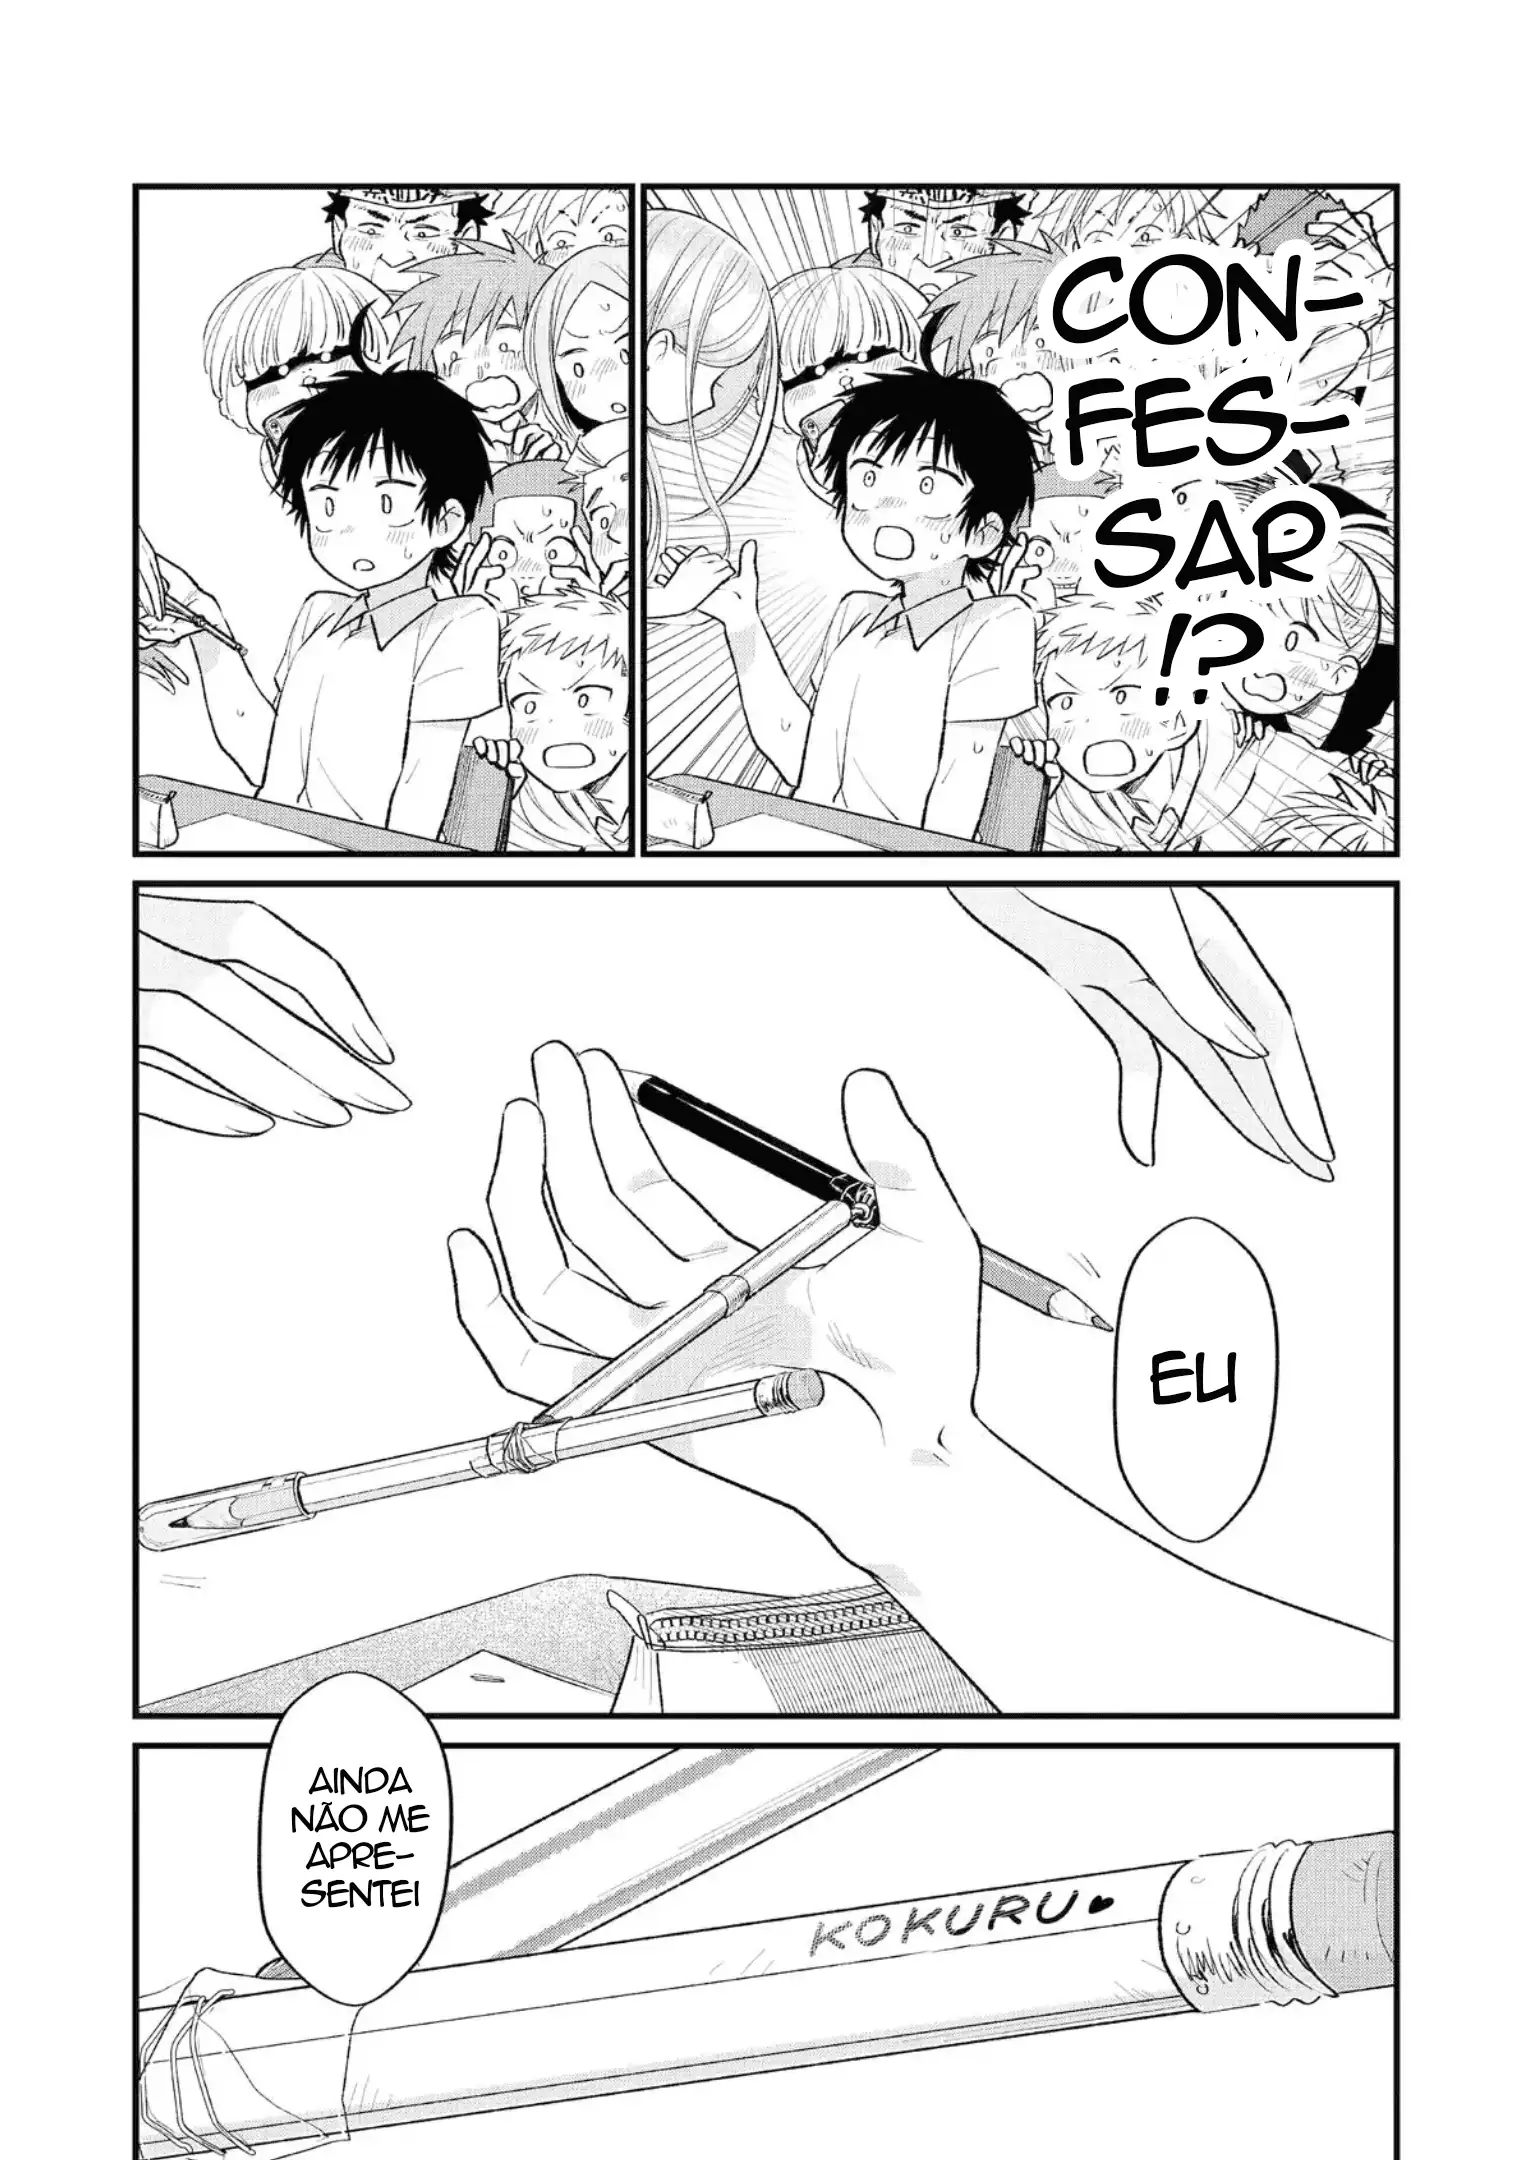 CON-
FES-
SAR
!?
EU
AINDA
NÃO ME
APRE-
SENTEI
KOKURU♥